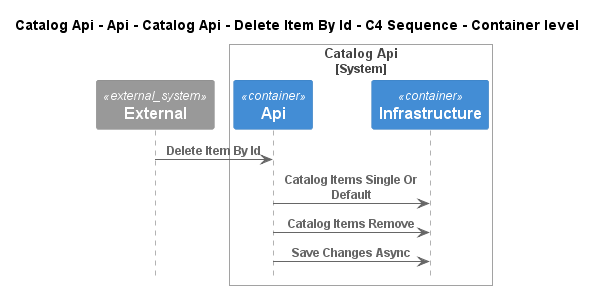 Catalog Api - Api - Catalog Api - Delete Item By Id - C4 Sequence - Container level
Catalog Api
[System]
«external_system»
External
«container»
Api
«container»
Infrastructure
Delete Item By Id
Catalog Items Single Or
Default
Catalog Items Remove
Save Changes Async